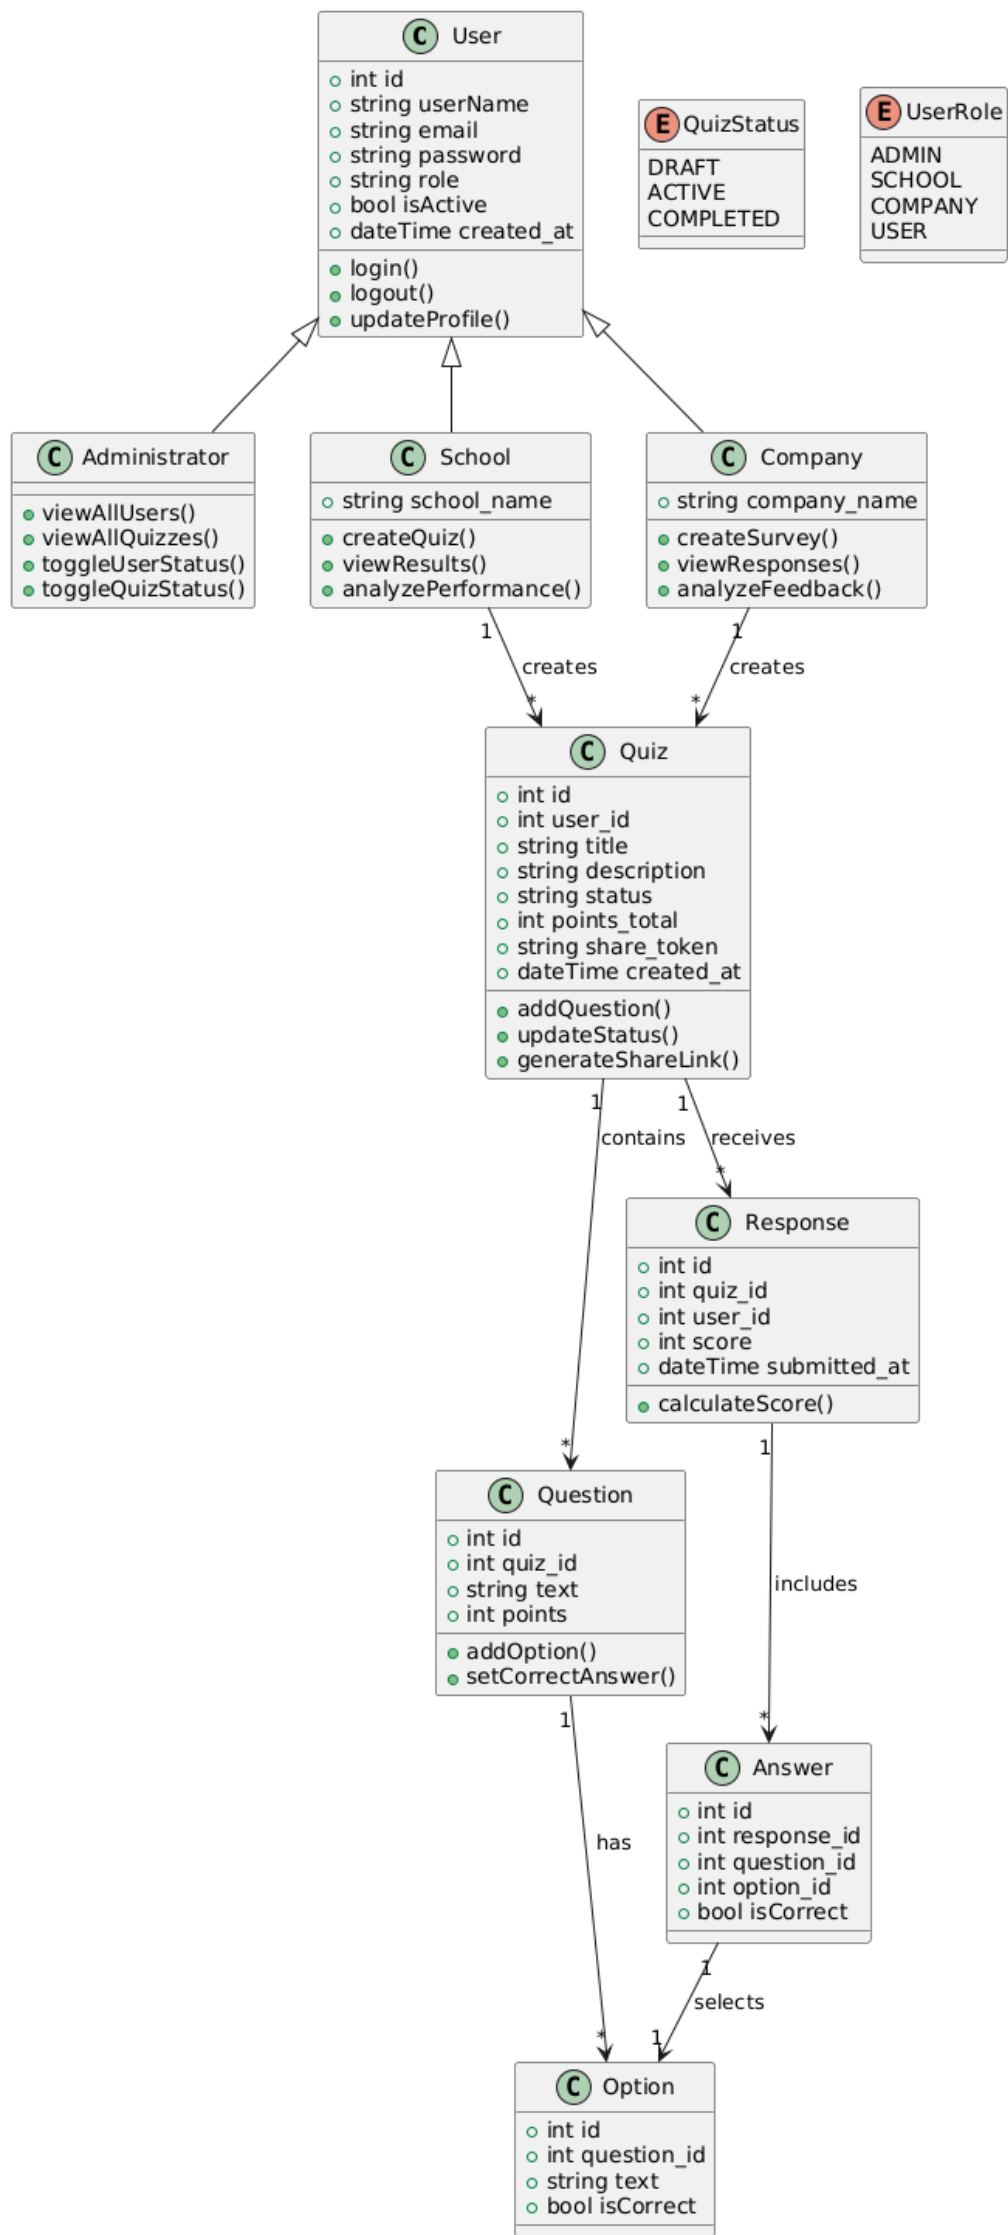 C User
int id
string userName
string email
string password
string role
bool isActive
dateTime created_at
login()
logout()
updateProfile()
E QuizStatus
DRAFT
ACTIVE
COMPLETED
E UserRole
ADMIN
SCHOOL
COMPANY
USER
C Administrator
viewAllUsers()
viewAllQuizzes()
toggleUserStatus()
toggleQuizStatus()
C School
string school_name
createQuiz()
viewResults()
analyzePerformance()
C Company
string company_name
createSurvey()
viewResponses()
analyzeFeedback()
1
creates
*
1
creates
*
C Quiz
int id
int user_id
string title
string description
string status
int points_total
string share_token
dateTime created_at
addQuestion()
updateStatus()
generateShareLink()
1
contains
*
1
receives
*
C Response
int id
int quiz_id
int user_id
int score
dateTime submitted_at
calculateScore()
C Question
int id
int quiz_id
string text
int points
addOption()
setCorrectAnswer()
1
includes
*
C Answer
int id
int response_id
int question_id
int option_id
bool isCorrect
1
has
*
1
selects
1
C Option
int id
int question_id
string text
bool isCorrect